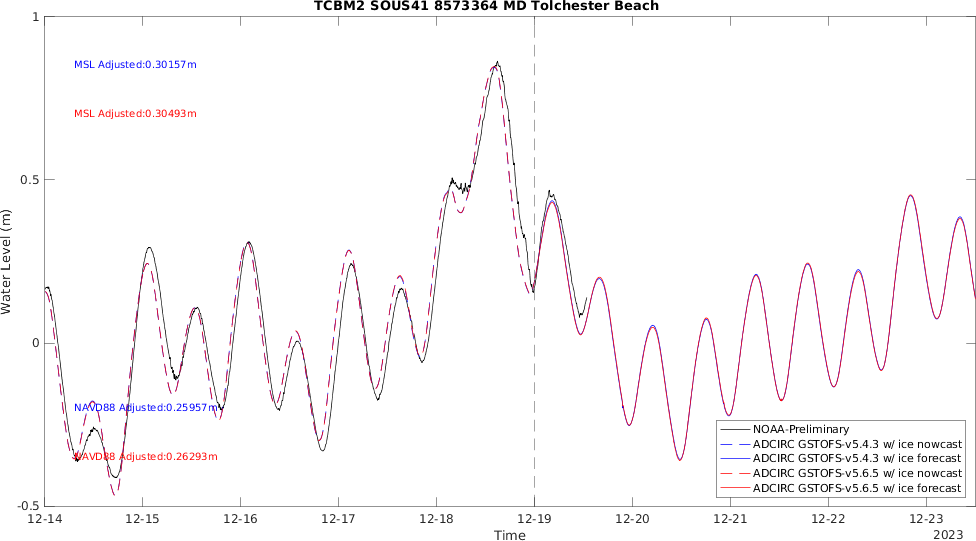 TCBM2 SOUS41 8573364 MD Tolchester Beach
1
MSL Adjusted:0.30157m
MSL Adjusted:0.30493m
0.5
Water Level (m)
0
NAVD88 Adjusted:0.25957m
NAVD88 Adjusted:0.26293m
-0.5
NOAA-Preliminary
ADCIRC GSTOFS-v5.4.3 w/ ice nowcast
ADCIRC GSTOFS-v5.4.3 w/ ice forecast
ADCIRC GSTOFS-v5.6.5 w/ ice nowcast
ADCIRC GSTOFS-v5.6.5 w/ ice forecast
12-14 12-15 12-16 12-17 12-18 12-19 12-20 12-21 12-22 12-23
Time
2023